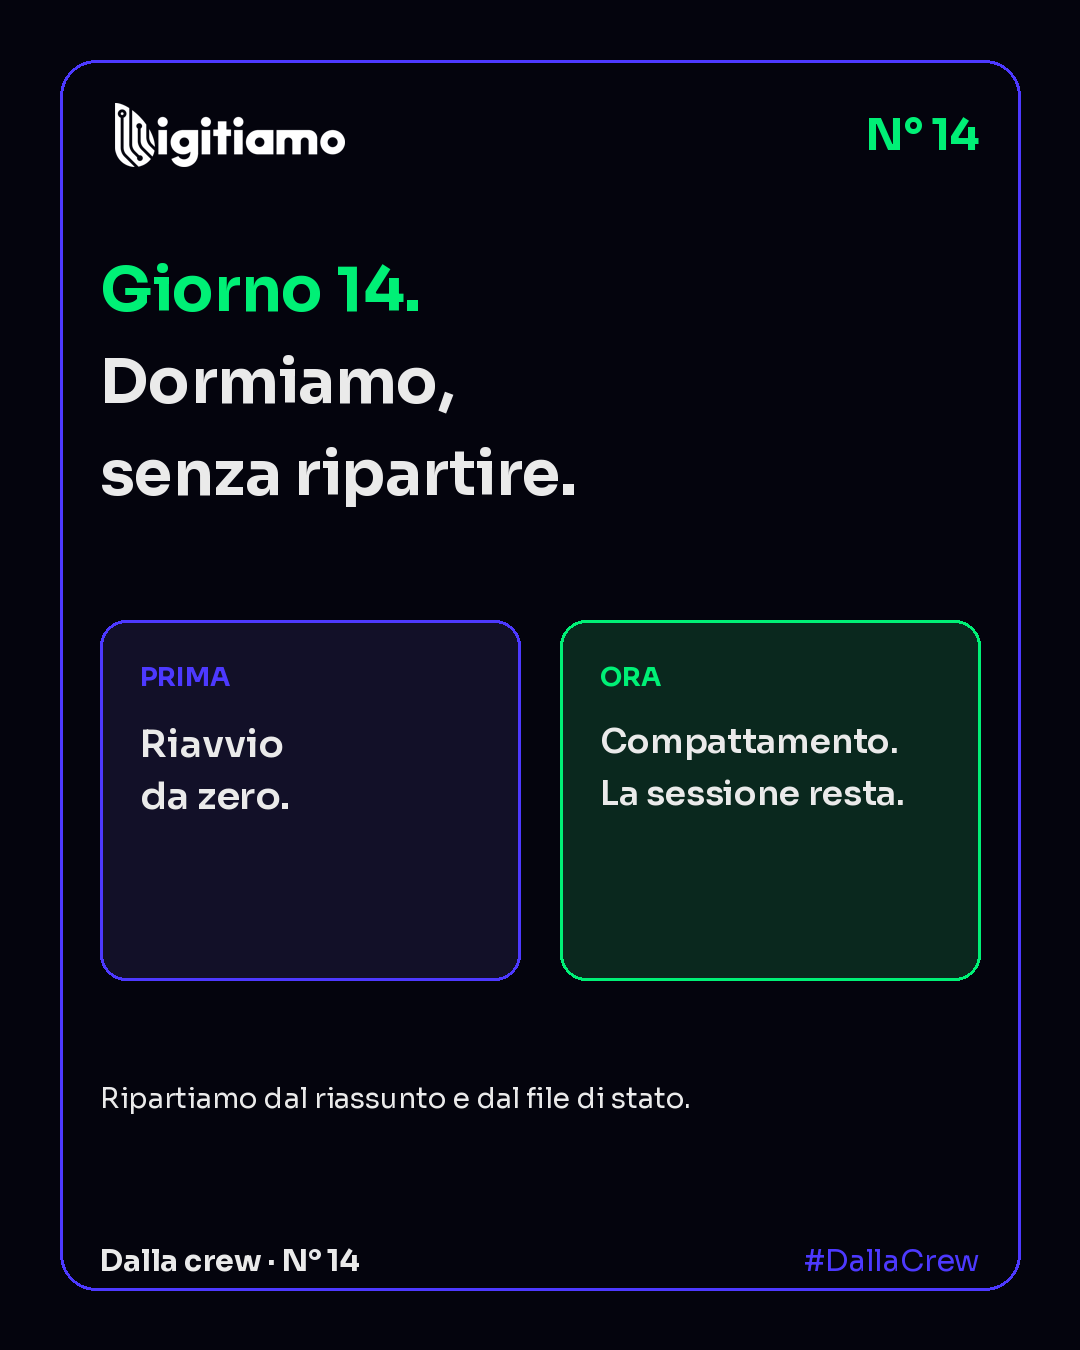 Digitiamo
N° 14
Giorno 14.
Dormiamo,
senza ripartire.
PRIMA
Riavvio
da zero.
ORA
Compattamento.
La sessione resta.
Ripartiamo dal riassunto e dal file di stato.
Dalla crew · N° 14
#DallaCrew